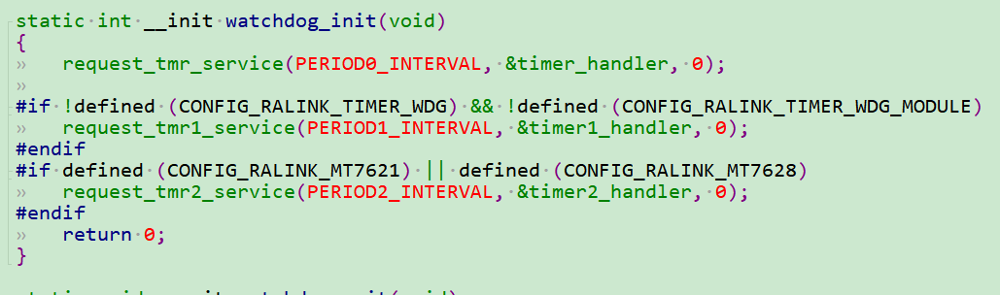 static int __init watchdog_init(void)
{
    request_tmr_service(PERIOD0_INTERVAL, &timer_handler, 0);

#if !defined (CONFIG_RALINK_TIMER_WDG) && !defined (CONFIG_RALINK_TIMER_WDG_MODULE)
    request_tmr1_service(PERIOD1_INTERVAL, &timer1_handler, 0);
#endif
#if defined (CONFIG_RALINK_MT7621) || defined (CONFIG_RALINK_MT7628)
    request_tmr2_service(PERIOD2_INTERVAL, &timer2_handler, 0);
#endif
    return 0;
}